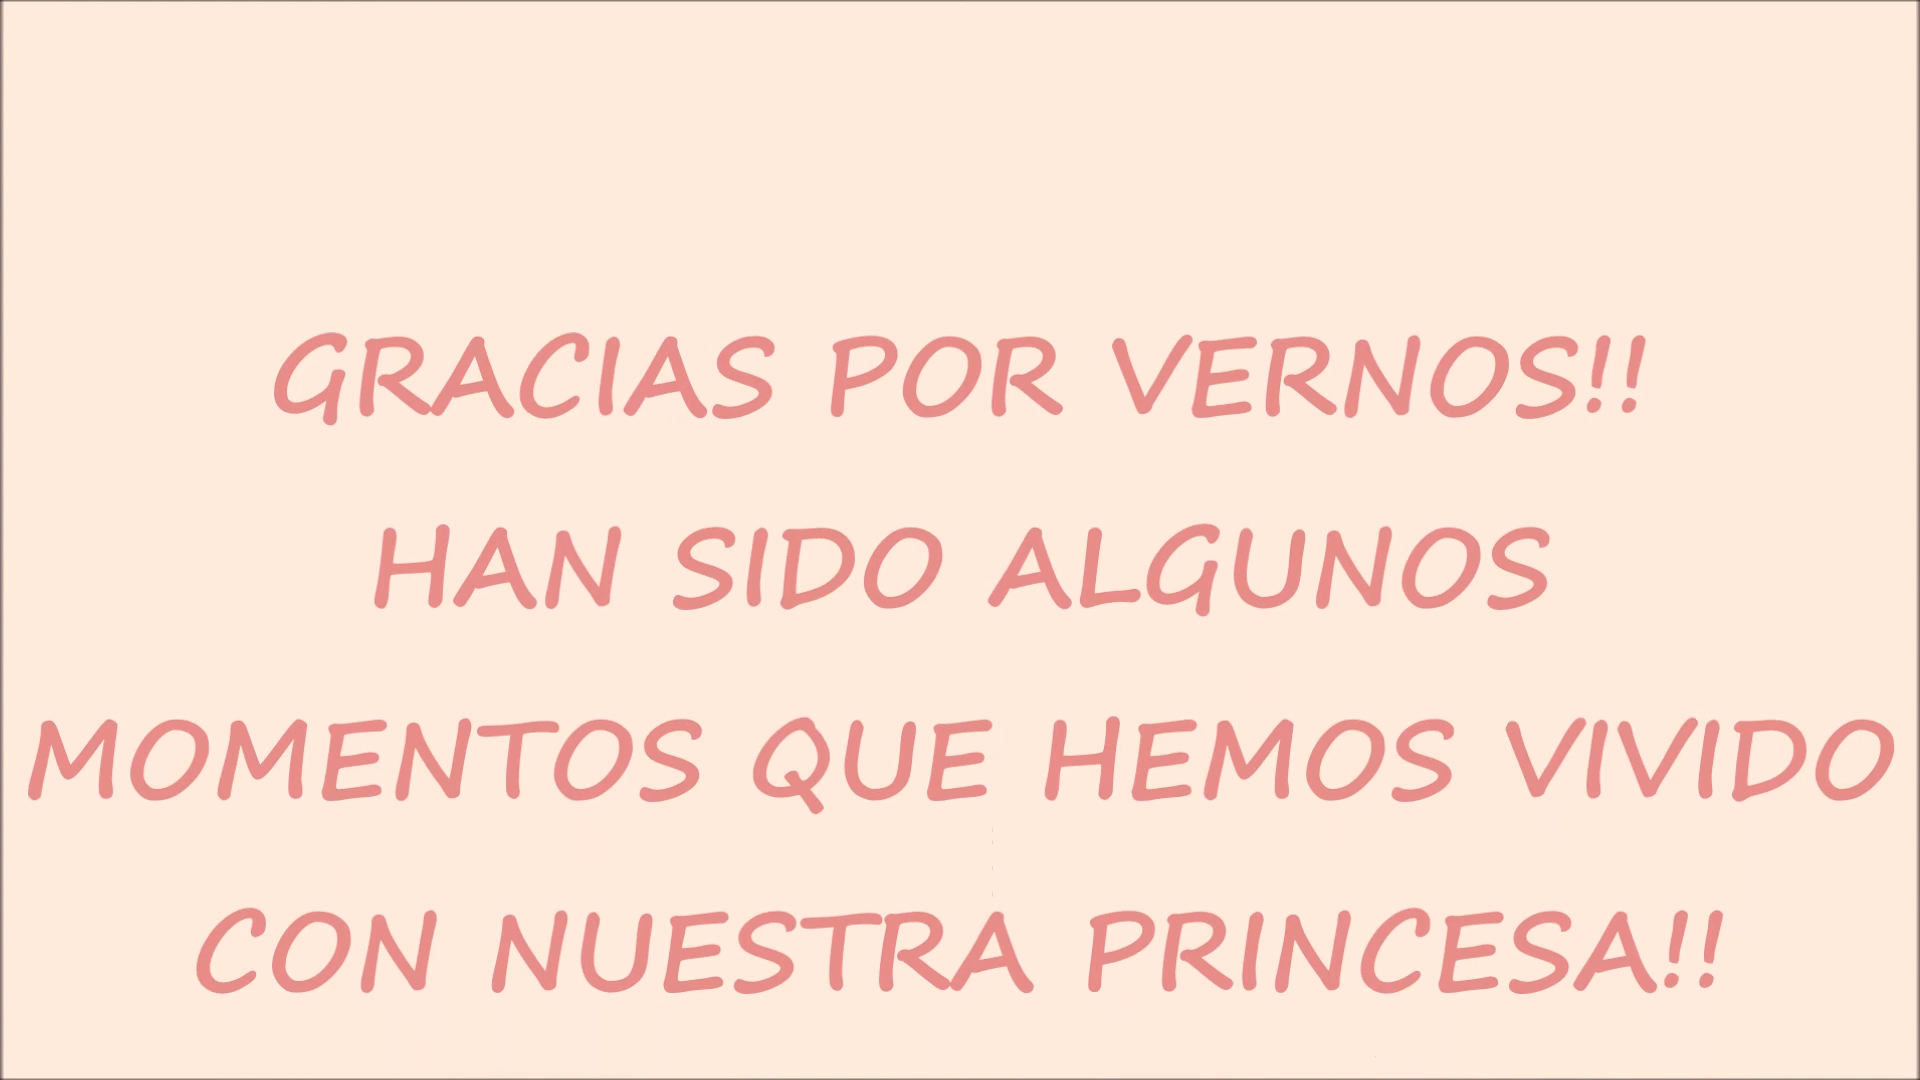 GRACIAS POR VERNOS!!
HAN SIDO ALGUNOS
MOMENTOS QUE HEMOS VIVIDO
CON NUESTRA PRINCESA!!